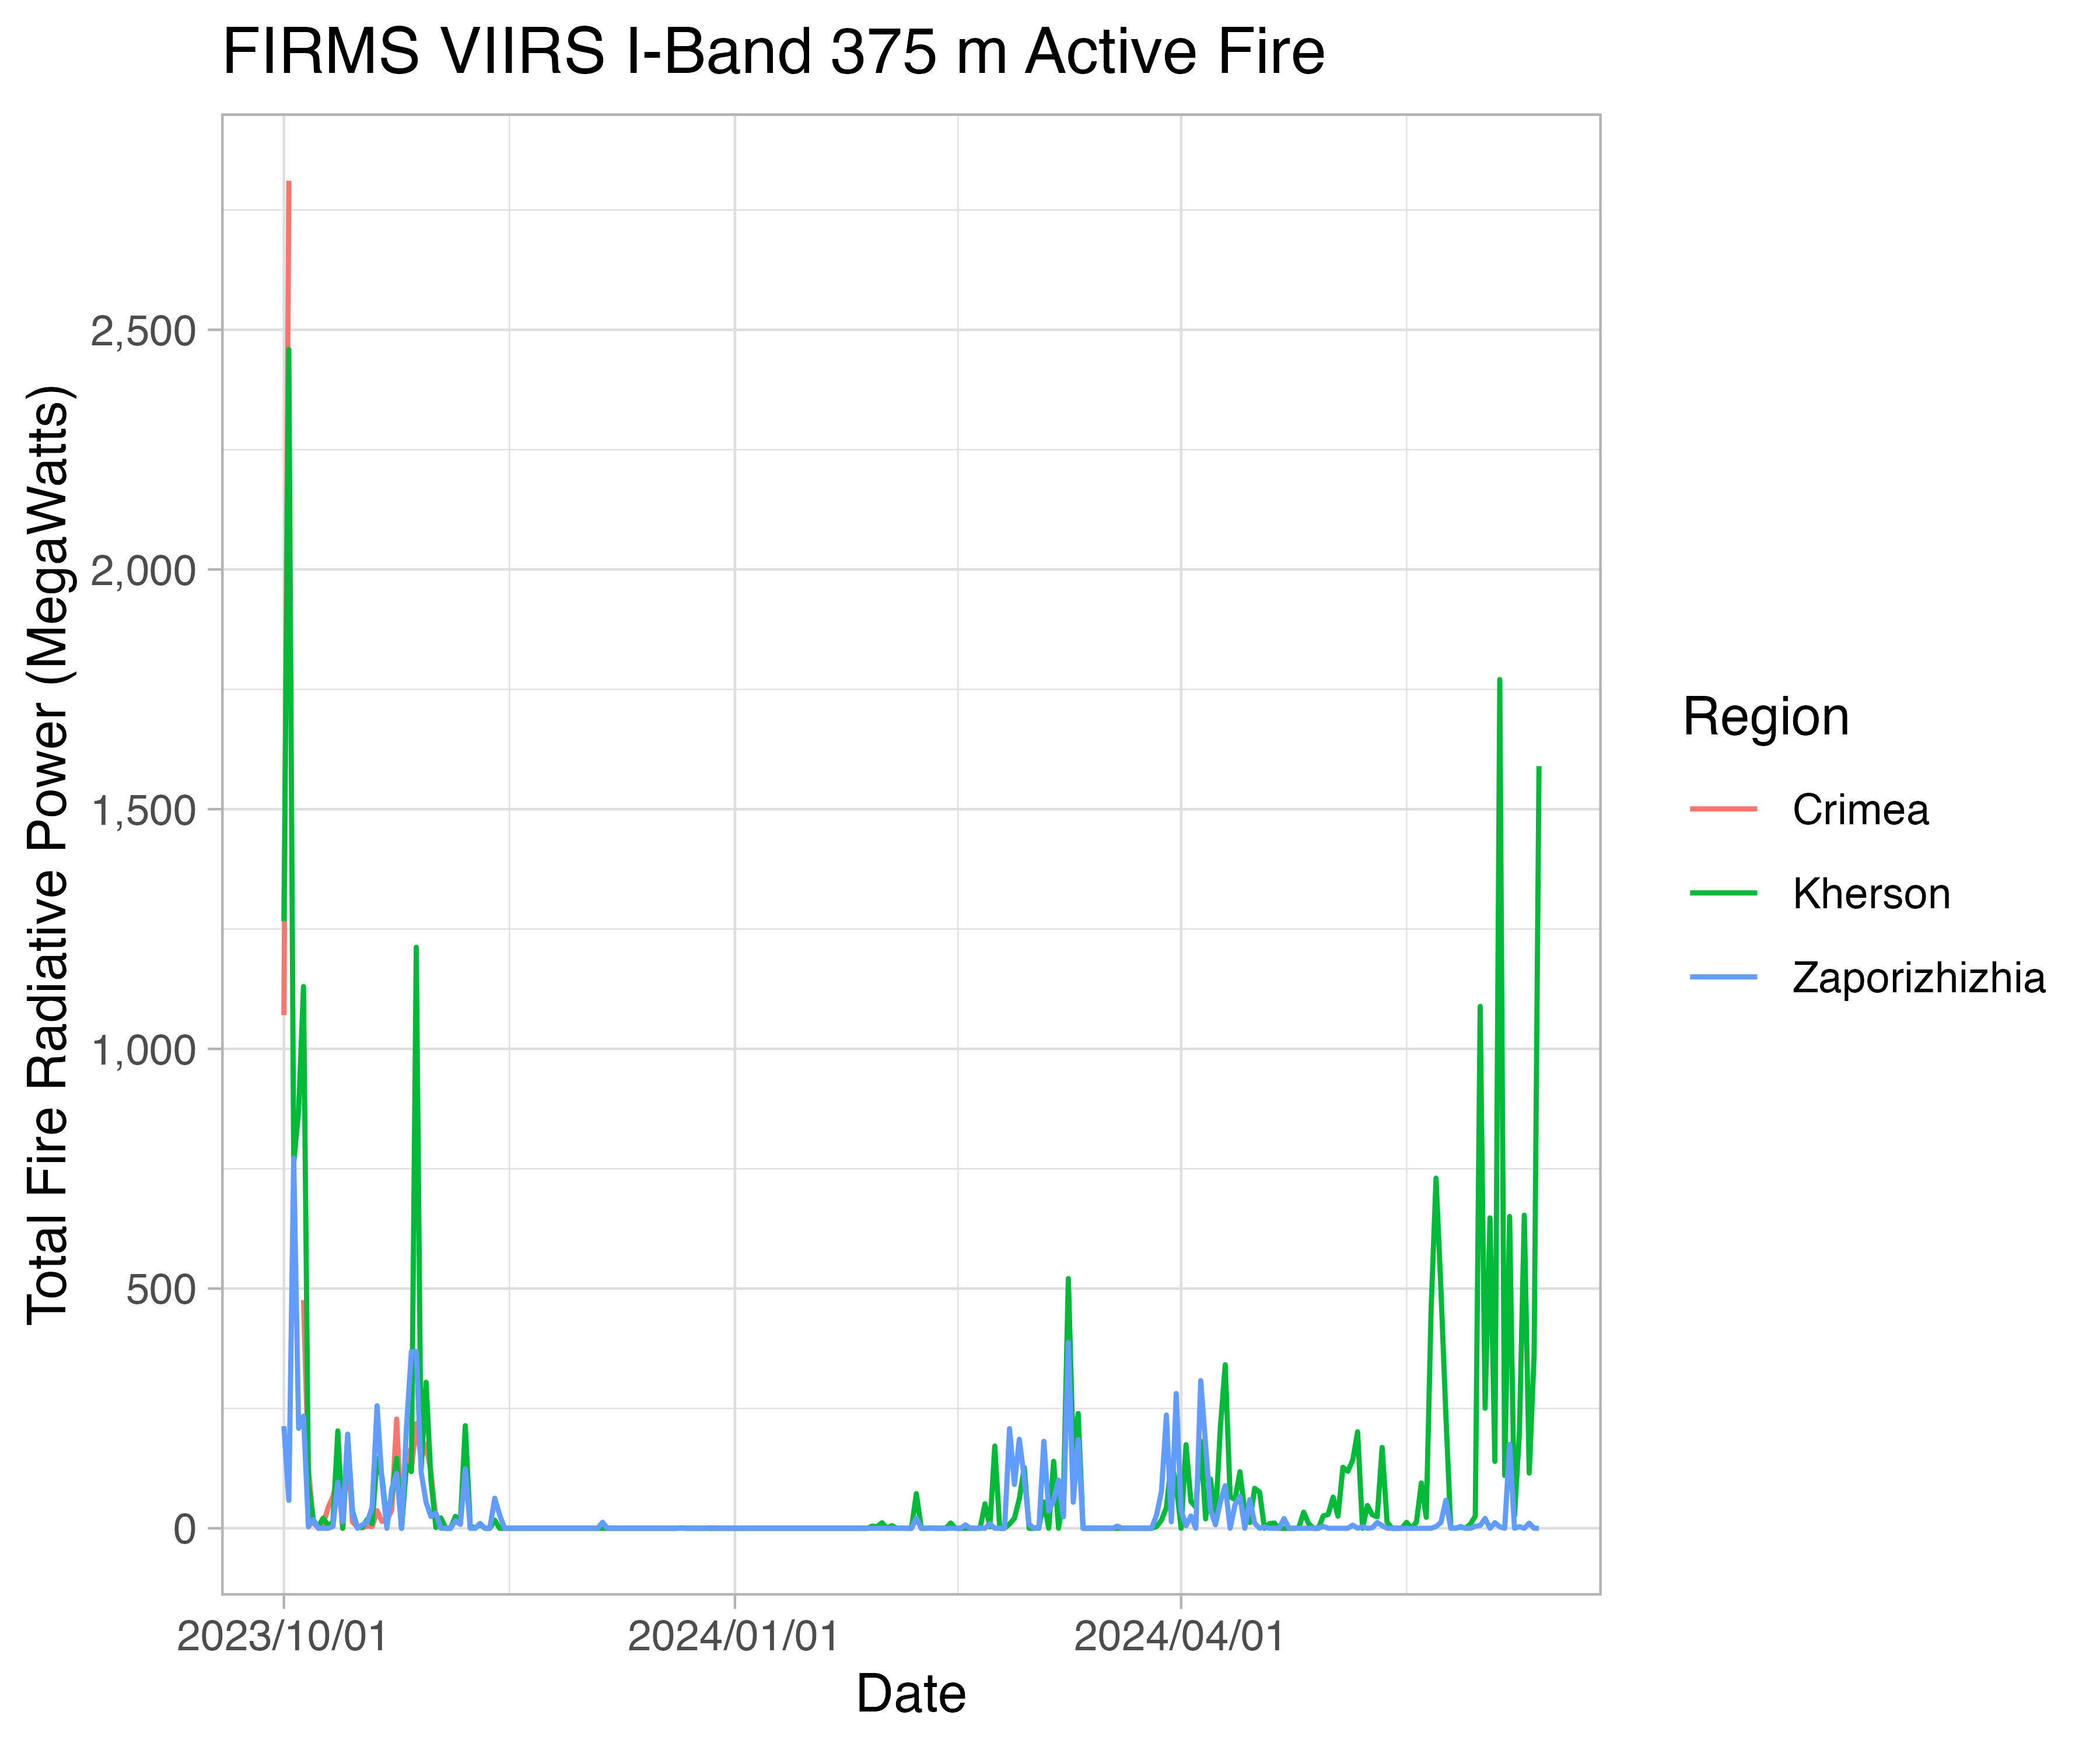 FIRMS VIIRS I-Band 375 m Active Fire
Total Fire Radiative Power (MegaWatts)
2,500
2,000
1,500
1,000
500
0
2023/10/01
2024/01/01
2024/04/01
Date
Region
Crimea
Kherson
Zaporizhizhia